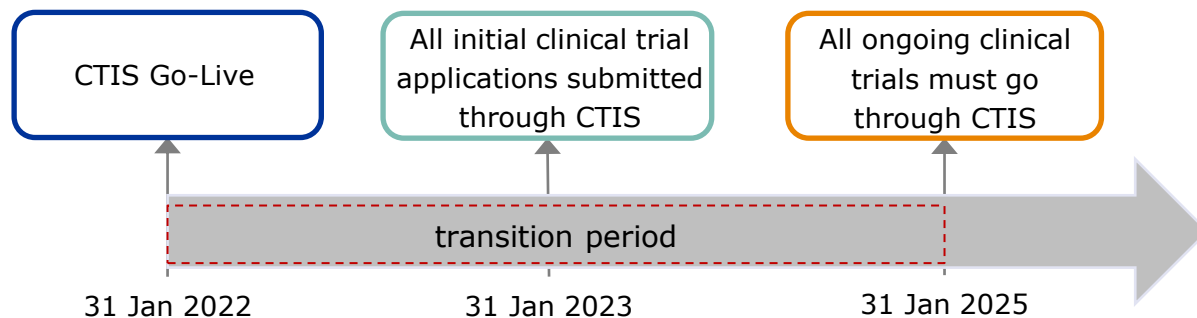 CTIS Go-Live
All initial clinical trial
applications submitted
through CTIS
All ongoing clinical
trials must go
through CTIS
transition period
31 Jan 2022
31 Jan 2023
31 Jan 2025